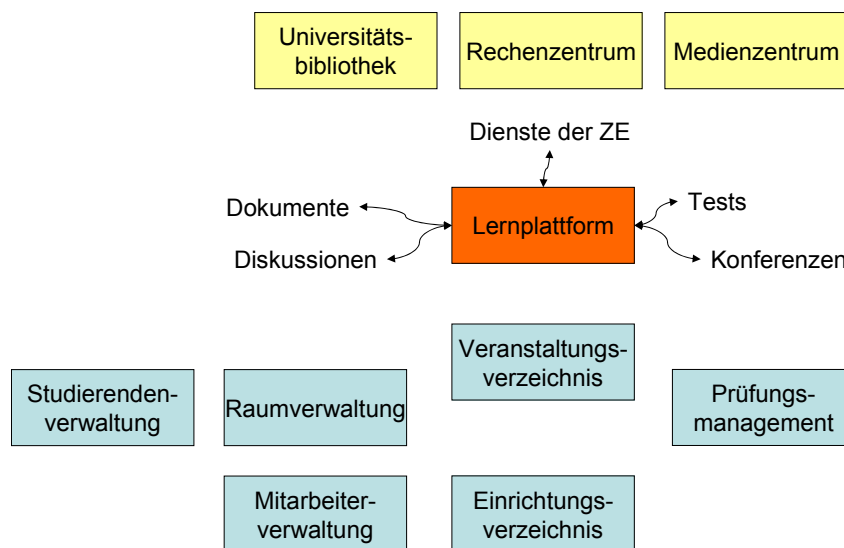 Universitäts-
bibliothek
Rechenzentrum
Medienzentrum
Dienste der ZE
Dokumente
Lernplattform
Tests
Diskussionen
Konferenzen
Veranstaltungs-
verzeichnis
Studierenden-
verwaltung
Raumverwaltung
Prüfungs-
management
Mitarbeiter-
verwaltung
Einrichtungs-
verzeichnis